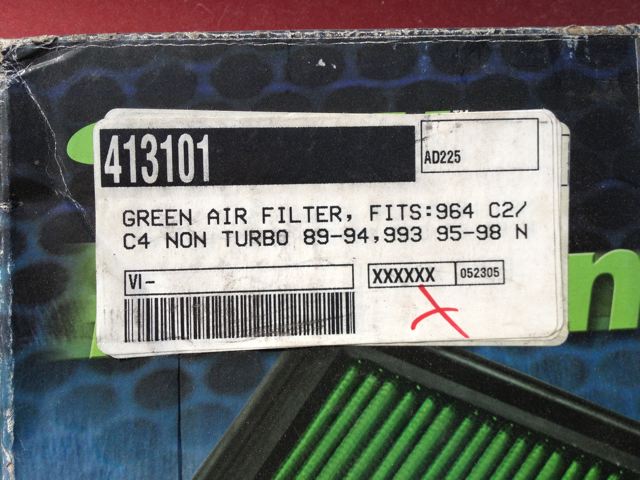 413101
AD225
GREEN AIR FILTER, FITS:964 C2/
C4 NON TURBO 89-94,993 95-98 N
VI-
XXXXXX
052305